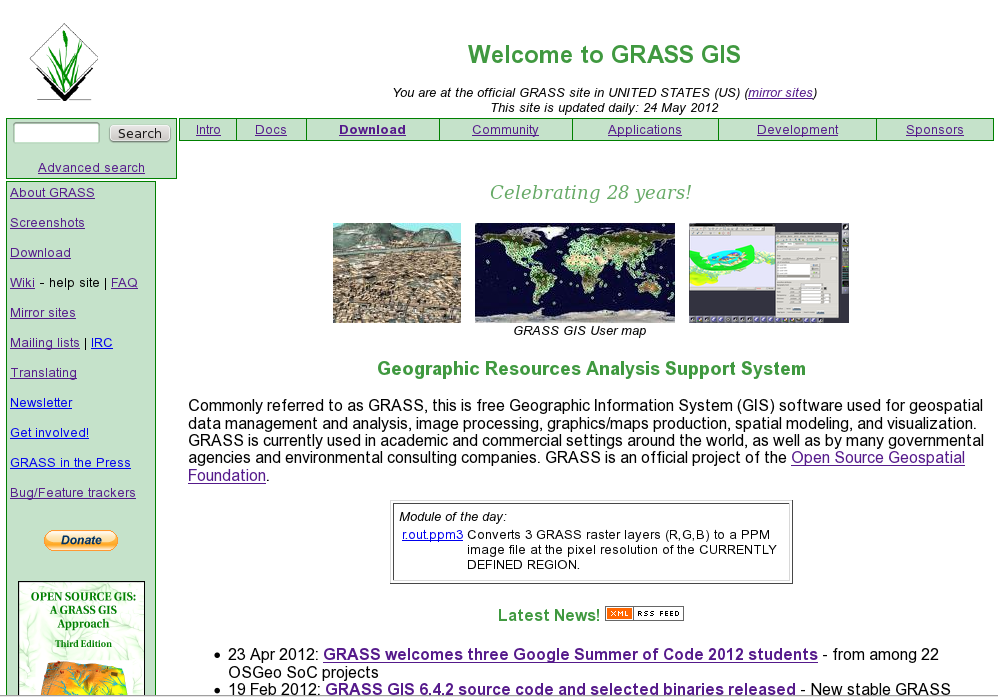 Welcome to GRASS GIS
You are at the official GRASS site in UNITED STATES (US) (mirror sites)
This site is updated daily: 24 May 2012
Search
Advanced search
Intro Docs Download Community Applications Development Sponsors
About GRASS
Screenshots
Download
Wiki - help site | FAQ
Mirror sites
Mailing lists | IRC
Translating
Newsletter
Get involved!
GRASS in the Press
Bug/Feature trackers
Donate
OPEN SOURCE GIS:
A GRASS GIS
Approach
Third Edition
Celebrating 28 years!
GRASS GIS User map
Geographic Resources Analysis Support System
Commonly referred to as GRASS, this is free Geographic Information System (GIS) software used for geospatial
data management and analysis, image processing, graphics/maps production, spatial modeling, and visualization.
GRASS is currently used in academic and commercial settings around the world, as well as by many governmental
agencies and environmental consulting companies. GRASS is an official project of the Open Source Geospatial
Foundation.
Module of the day:
r.out.ppm3 Converts 3 GRASS raster layers (R,G,B) to a PPM
image file at the pixel resolution of the CURRENTLY
DEFINED REGION.
Latest News! XML RSS FEED
• 23 Apr 2012: GRASS welcomes three Google Summer of Code 2012 students - from among 22
OSGeo SoC projects
• 19 Feb 2012: GRASS GIS 6.4.2 source code and selected binaries released - New stable GRASS